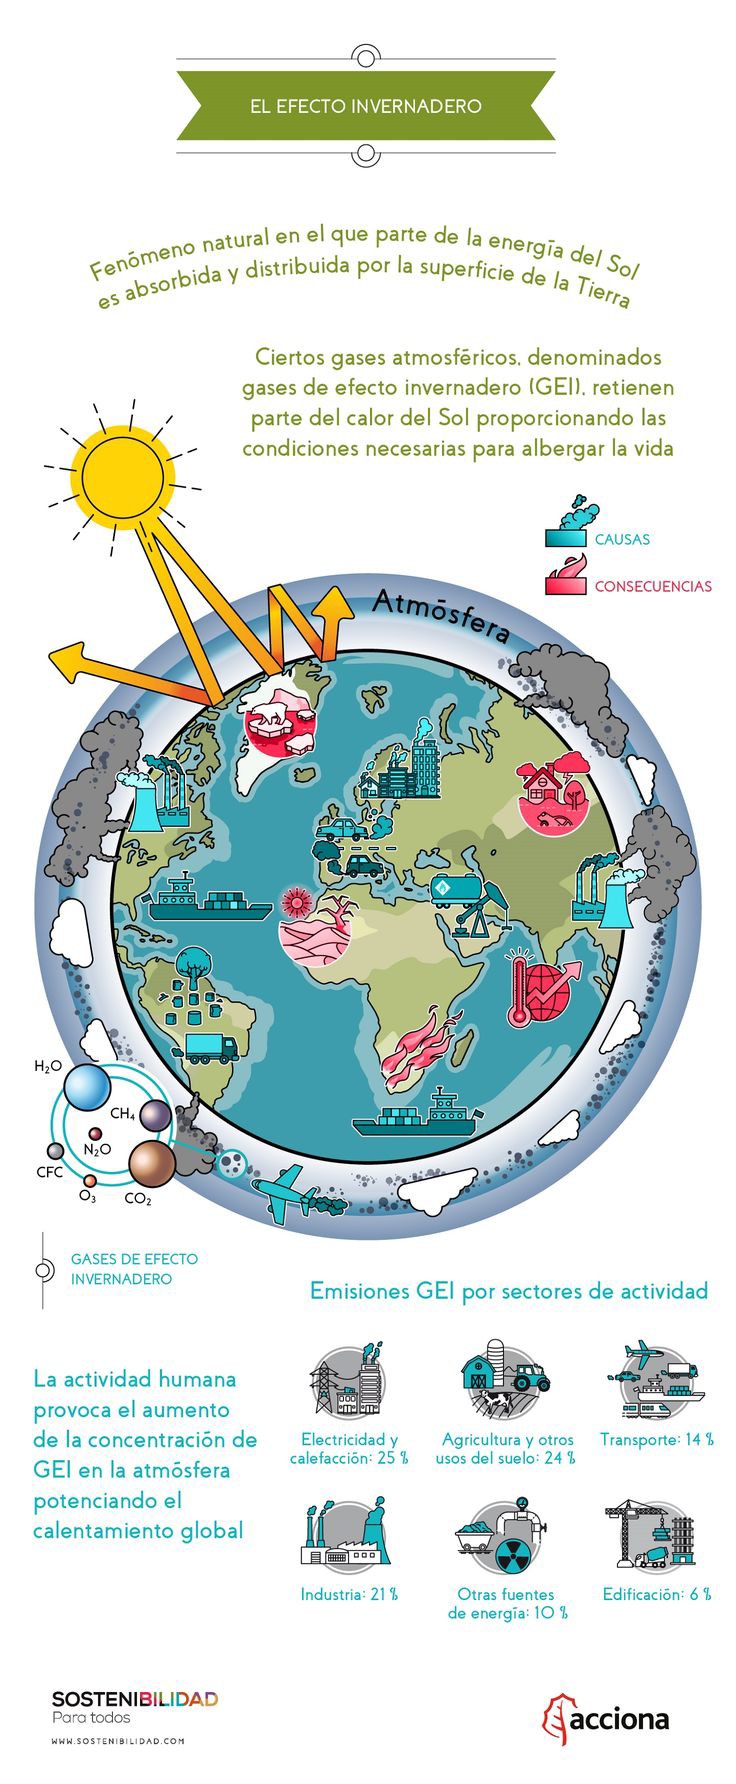 EL EFECTO INVERNADERO
Fenómeno natural en el que parte de la energía del Sol
es absorbida y distribuida por la superficie de la Tierra
Ciertos gases atmosféricos, denominados
gases de efecto invernadero (GEI), retienen
parte del calor del Sol proporcionando las
condiciones necesarias para albergar la vida
CAUSAS
CONSECUENCIAS
Atmósfera
H2O
CH4
N2O
CFC
O3
CO2
GASES DE EFECTO
INVERNADERO
Emisiones GEI por sectores de actividad
La actividad humana
provoca el aumento
de la concentración de
GEI en la atmósfera
potenciando el
calentamiento global
Electricidad y
calefacción: 25 %
Agricultura y otros
usos del suelo: 24 %
Transporte: 14 %
Industria: 21 %
Otras fuentes
de energía: 10 %
Edificación: 6 %
SOSTENIBILIDAD
Para todos
WWW.SOSTENIBILIDAD.COM
acciona